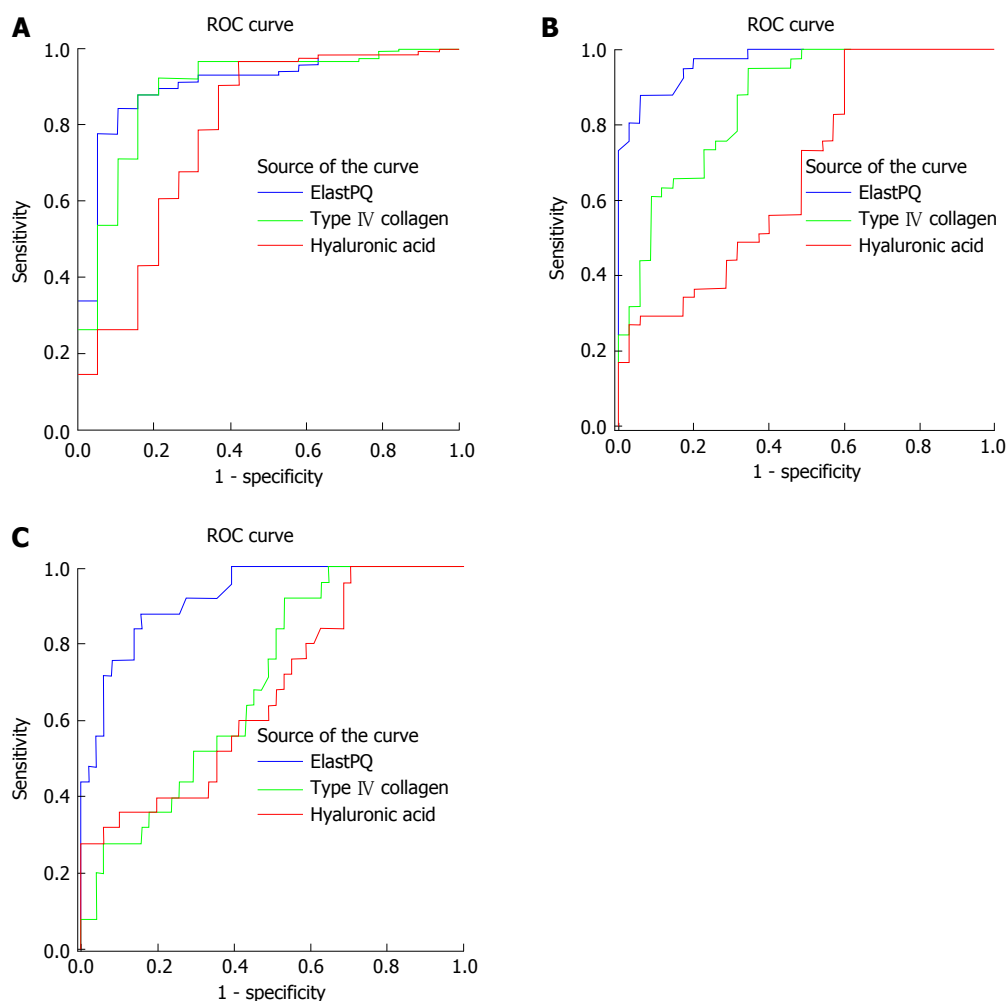 A
ROC curve
1.0
0.8
0.6
0.4
0.2
0.0
Sensitivity
Source of the curve
ElastPQ
Type Ⅳ collagen
Hyaluronic acid
0.0 0.2 0.4 0.6 0.8 1.0
1 - specificity
B
ROC curve
1.0
0.8
0.6
0.4
0.2
0.0
Sensitivity
Source of the curve
ElastPQ
Type Ⅳ collagen
Hyaluronic acid
0.0 0.2 0.4 0.6 0.8 1.0
1 - specificity
C
ROC curve
1.0
0.8
0.6
0.4
0.2
0.0
Sensitivity
Source of the curve
ElastPQ
Type Ⅳ collagen
Hyaluronic acid
0.0 0.2 0.4 0.6 0.8 1.0
1 - specificity